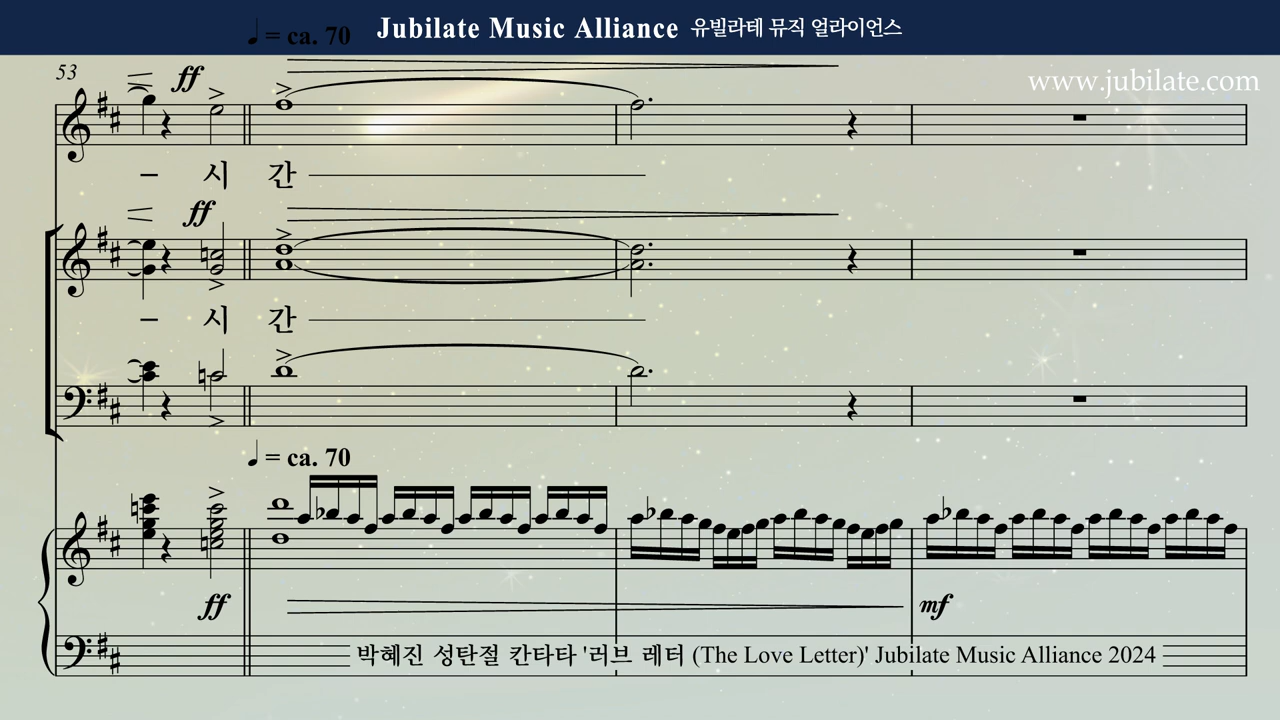 ♩ = ca. 70
Jubilate Music Alliance 유빌라테 뮤직 얼라이언스
www.jubilate.com
53
ff
– 시 간
ff
– 시 간
♩ = ca. 70
ff
mf
박혜진 성탄절 칸타타 '러브 레터 (The Love Letter)' Jubilate Music Alliance 2024